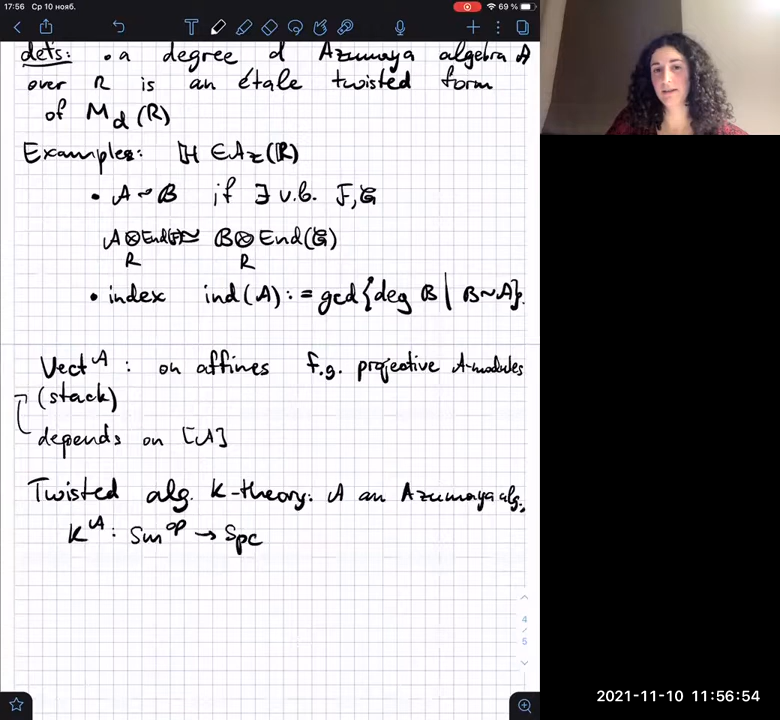 17:56 Ср 10 нояб.
69 %
defs: • a degree d Azumaya algebra A
over R is an étale twisted form
of M_d(R)
Examples: ℍ ∈ Az(ℝ)
• A ~ B if ∃ v.b. F, G
A ⊗_R End(F) ≃ B ⊗_R End(G)
• index ind(A) := gcd{deg B | B~A}.
Vect^A : on affines f.g. projective A-modules
(stack)
depends on [A]
Twisted alg. K-theory: A an Azumaya alg.,
K^A : Sm^op → Spc
4
5
2021-11-10 11:56:54